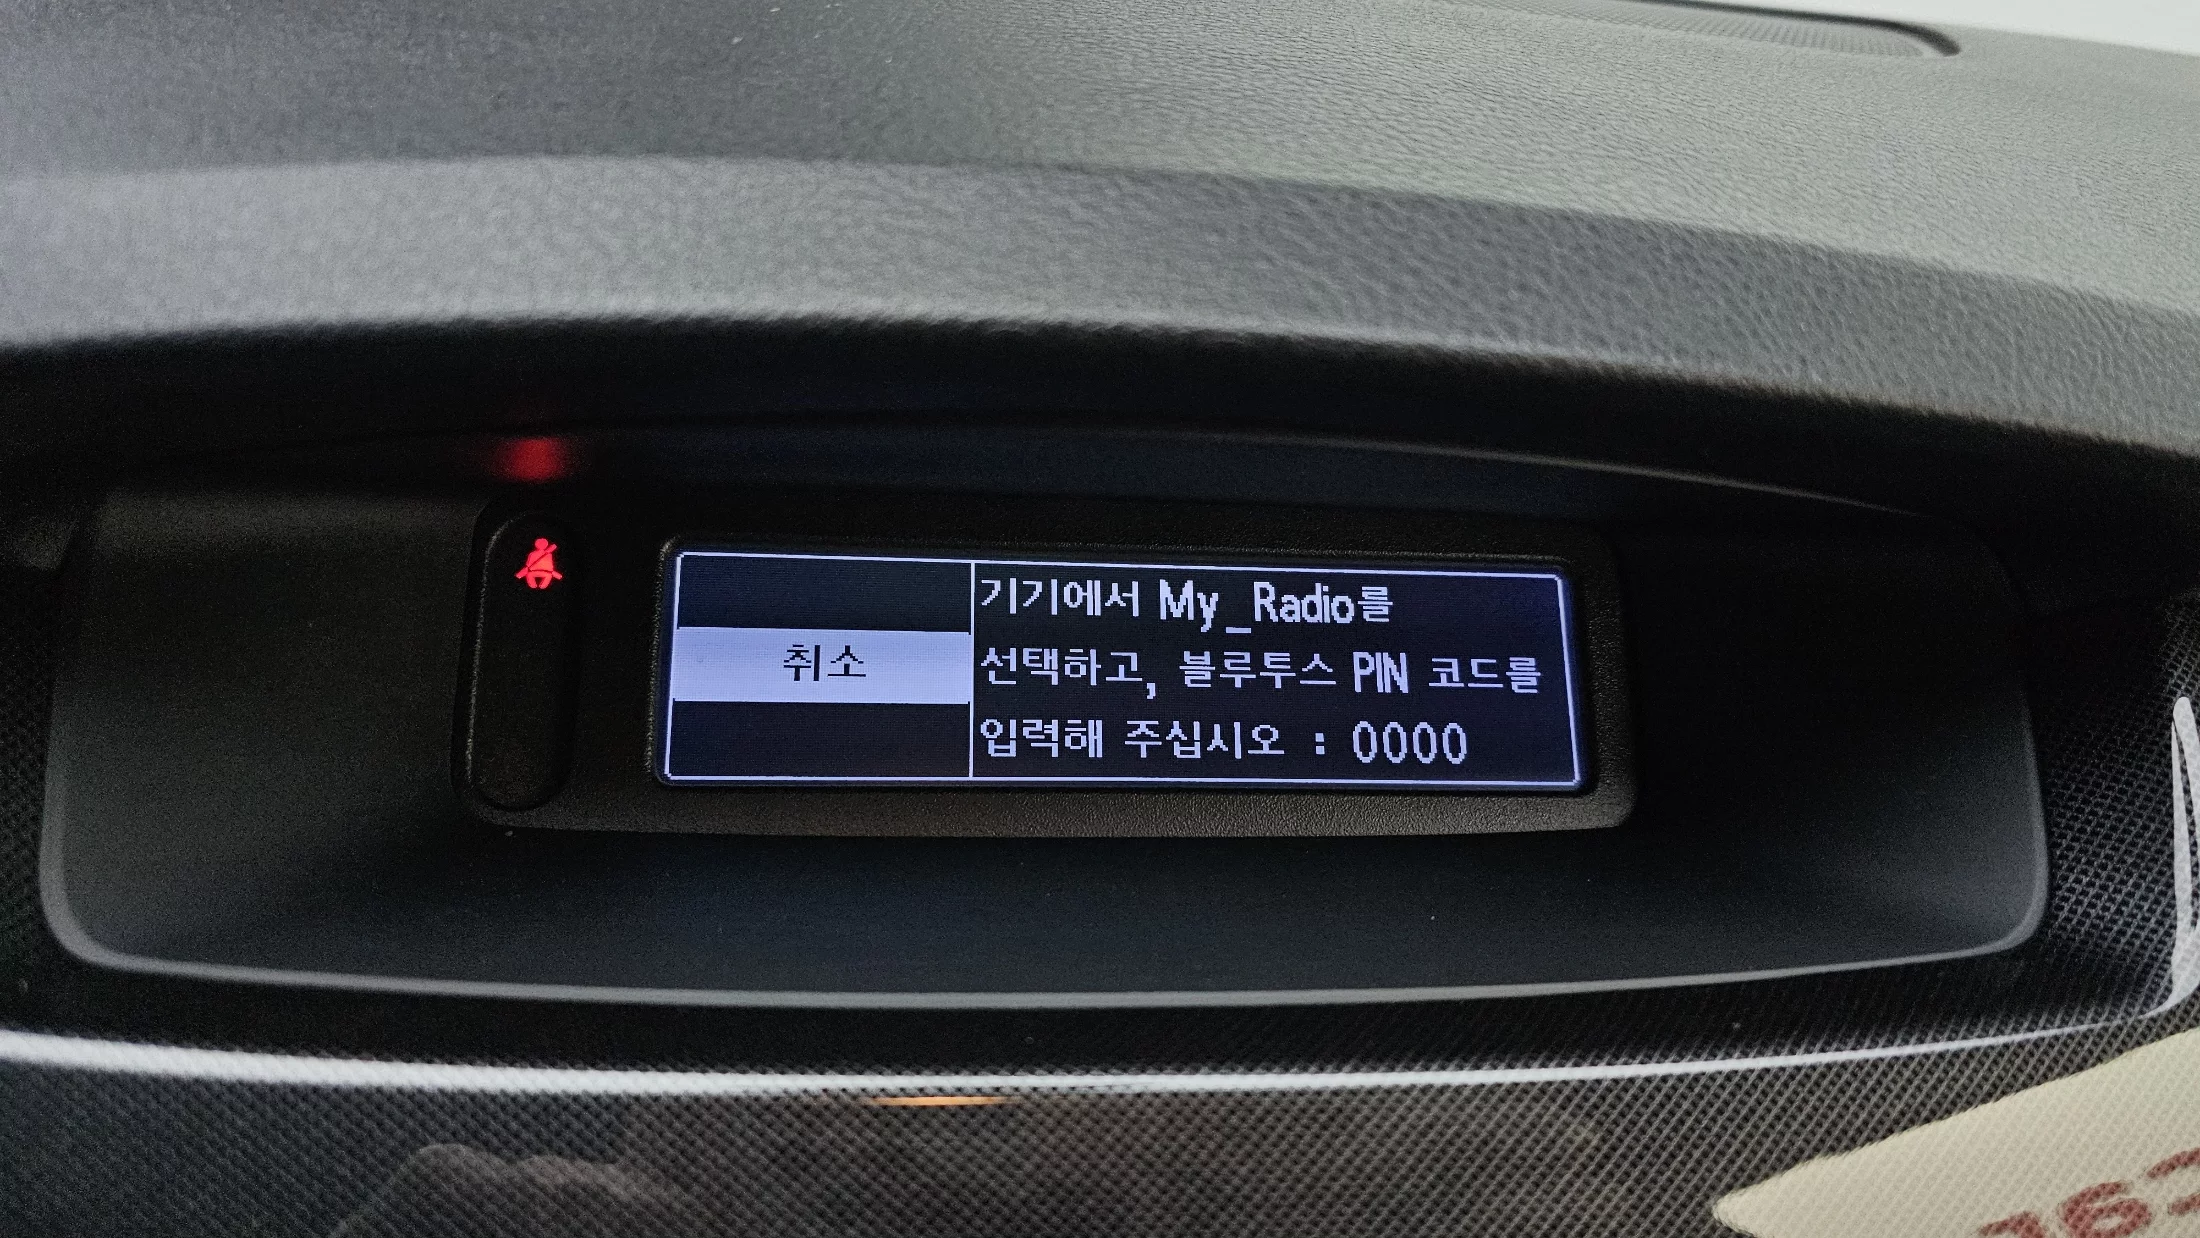 취소
기기에서 My_Radio를
선택하고, 블루투스 PIN 코드를
입력해 주십시오 : 0000